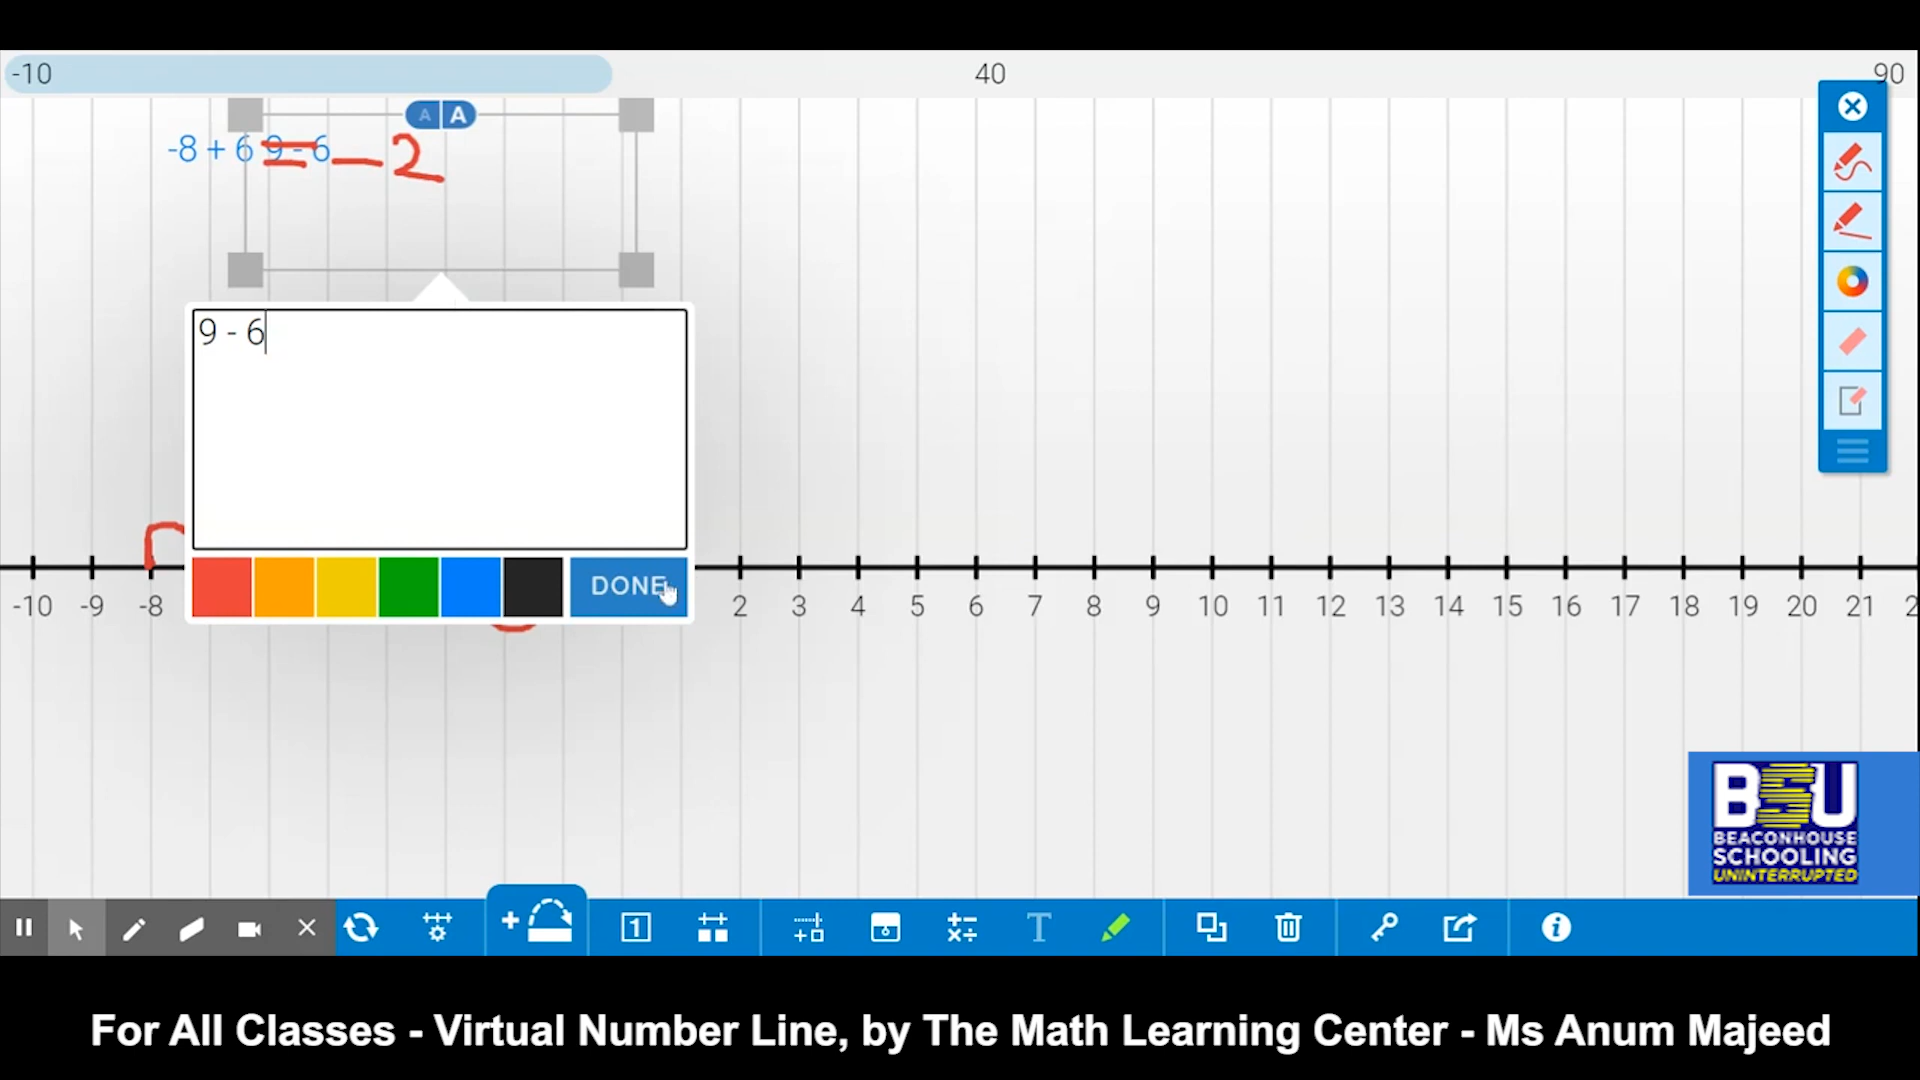 -10 40 90
A A
-8 + 6 = -2
9 - 6
9 - 6
DONE
-10 -9 -8 2 3 4 5 6 7 8 9 10 11 12 13 14 15 16 17 18 19 20 21 2
BSU
BEACONHOUSE
SCHOOLING
UNINTERRUPTED
1 T
For All Classes - Virtual Number Line, by The Math Learning Center - Ms Anum Majeed